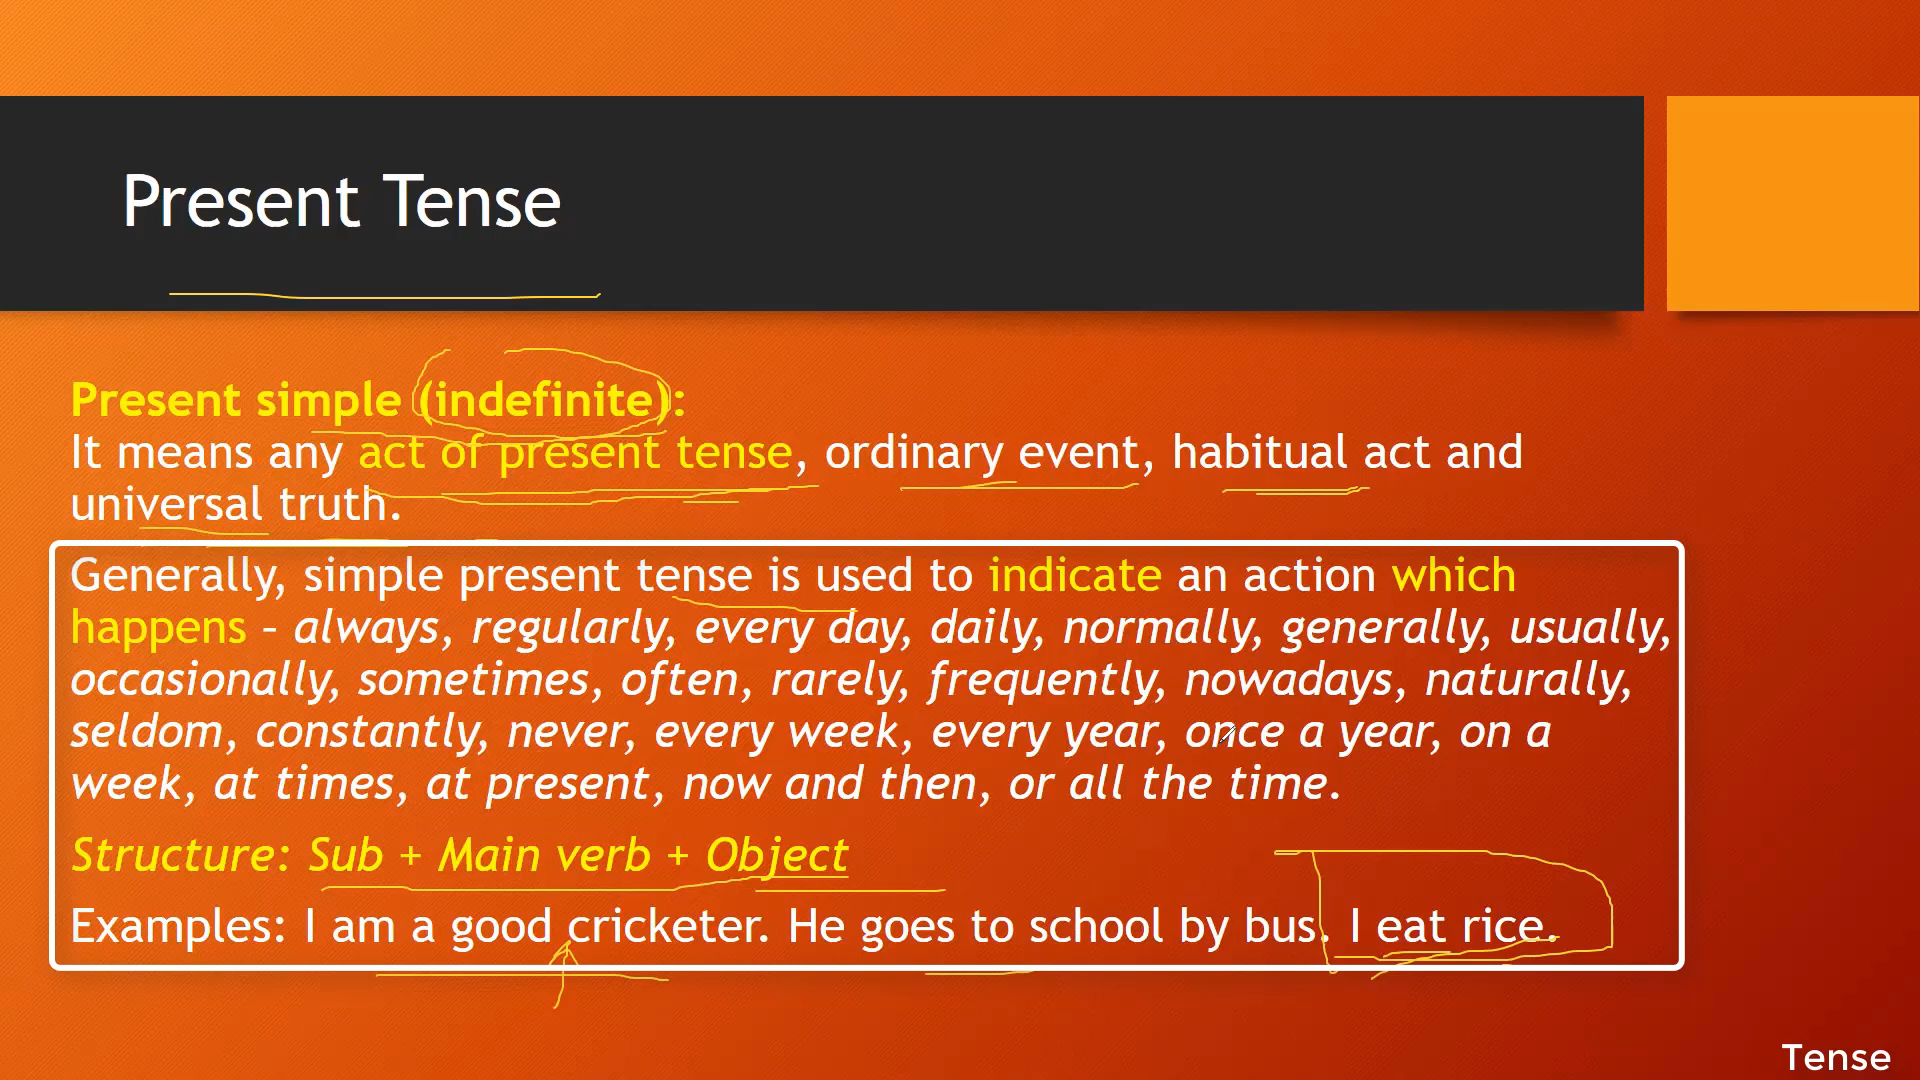 Present Tense
Present simple (indefinite):
It means any act of present tense, ordinary event, habitual act and
universal truth.
Generally, simple present tense is used to indicate an action which
happens – always, regularly, every day, daily, normally, generally, usually,
occasionally, sometimes, often, rarely, frequently, nowadays, naturally,
seldom, constantly, never, every week, every year, once a year, on a
week, at times, at present, now and then, or all the time.
Structure: Sub + Main verb + Object
Examples: I am a good cricketer. He goes to school by bus. I eat rice.
Tense